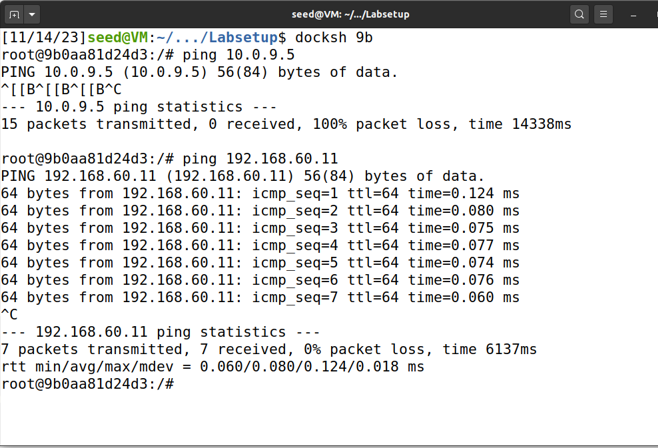 seed@VM: ~/.../Labsetup
[11/14/23]seed@VM:~/.../Labsetup$ docksh 9b
root@9b0aa81d24d3:/# ping 10.0.9.5
PING 10.0.9.5 (10.0.9.5) 56(84) bytes of data.
^[[B^[[B^[[B^C
--- 10.0.9.5 ping statistics ---
15 packets transmitted, 0 received, 100% packet loss, time 14338ms
root@9b0aa81d24d3:/# ping 192.168.60.11
PING 192.168.60.11 (192.168.60.11) 56(84) bytes of data.
64 bytes from 192.168.60.11: icmp_seq=1 ttl=64 time=0.124 ms
64 bytes from 192.168.60.11: icmp_seq=2 ttl=64 time=0.080 ms
64 bytes from 192.168.60.11: icmp_seq=3 ttl=64 time=0.075 ms
64 bytes from 192.168.60.11: icmp_seq=4 ttl=64 time=0.077 ms
64 bytes from 192.168.60.11: icmp_seq=5 ttl=64 time=0.074 ms
64 bytes from 192.168.60.11: icmp_seq=6 ttl=64 time=0.076 ms
64 bytes from 192.168.60.11: icmp_seq=7 ttl=64 time=0.060 ms
^C
--- 192.168.60.11 ping statistics ---
7 packets transmitted, 7 received, 0% packet loss, time 6137ms
rtt min/avg/max/mdev = 0.060/0.080/0.124/0.018 ms
root@9b0aa81d24d3:/#